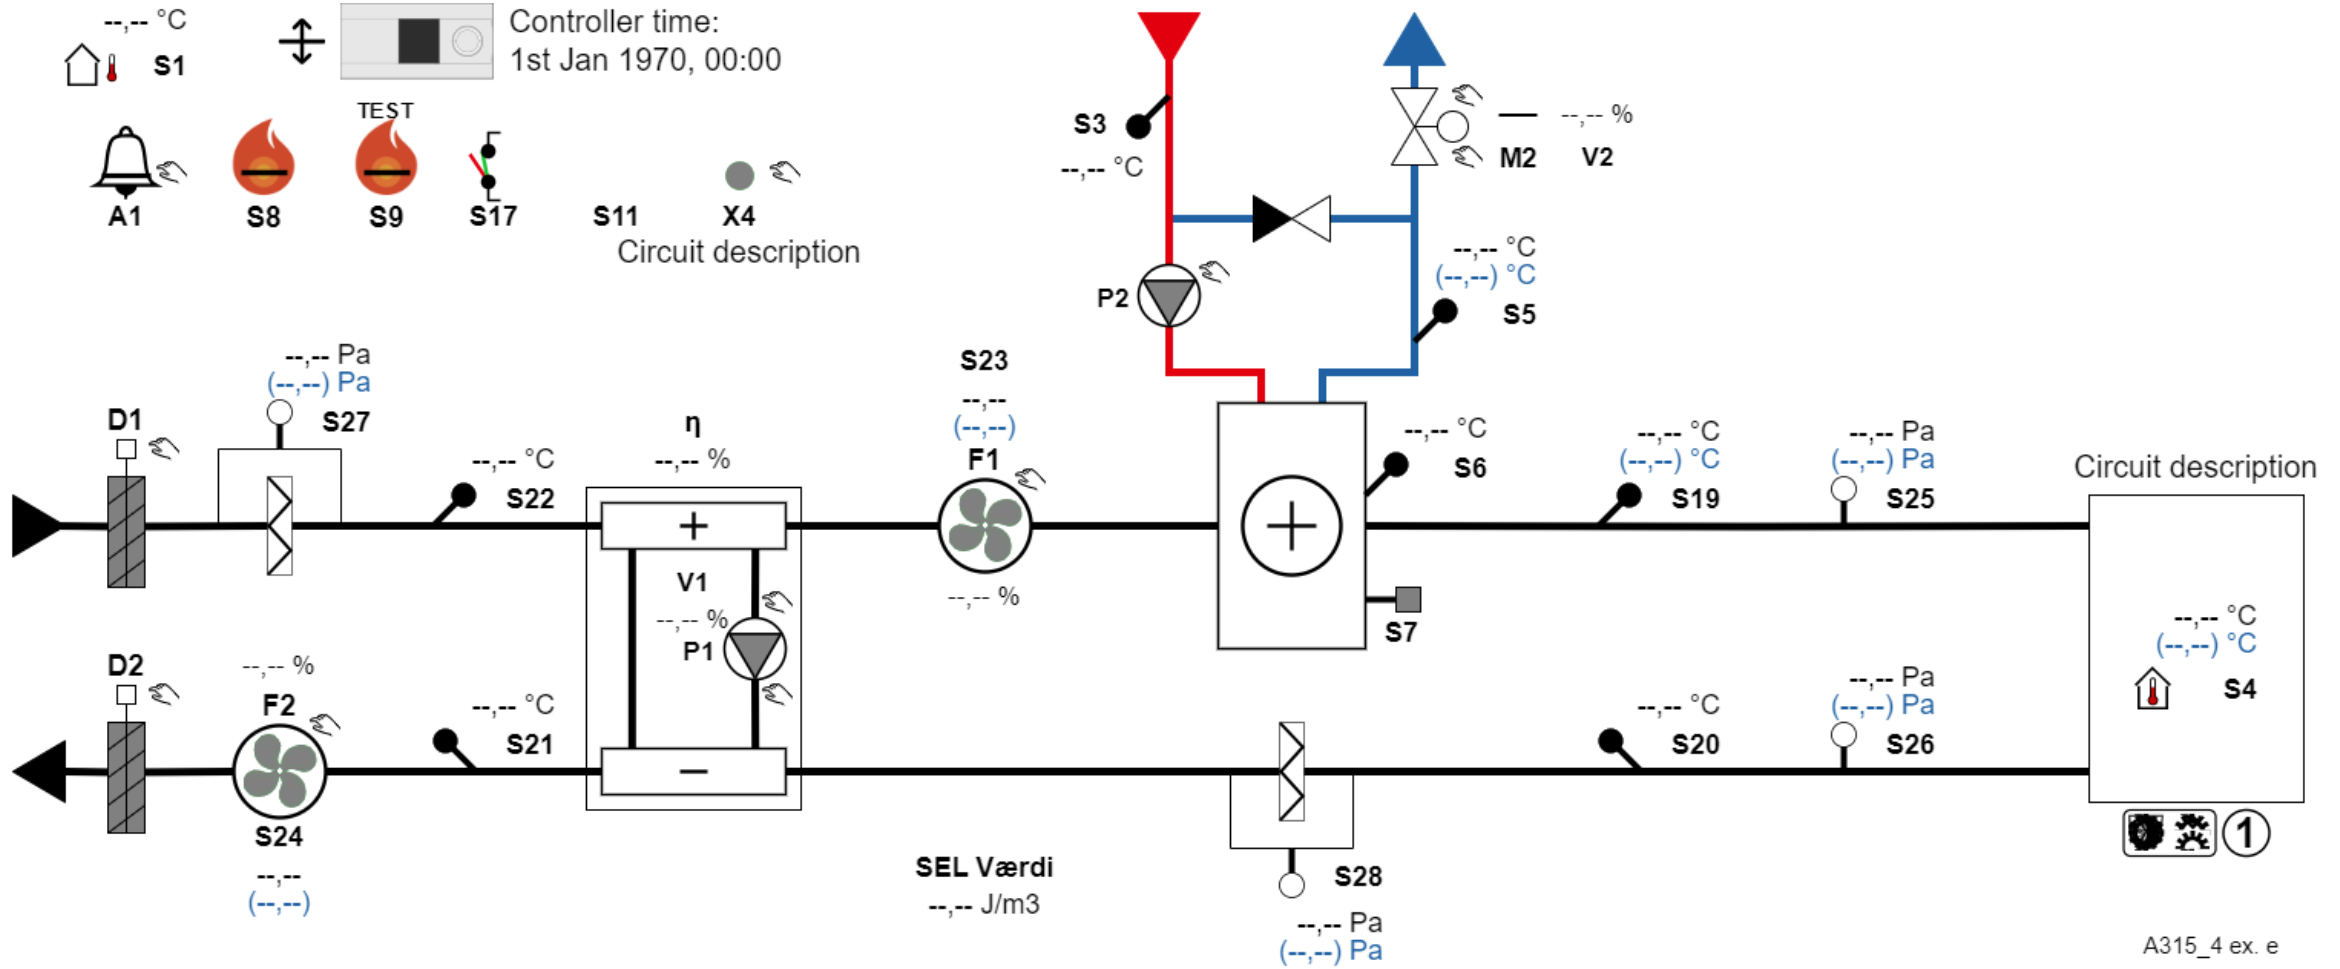 --,-- °C
S1
Controller time:
1st Jan 1970, 00:00
TEST
A1
S8
S9
S17
S11
X4
Circuit description
S3
--,-- °C
--,-- %
M2
V2
P2
--,-- °C
(--,--) °C
S5
--,-- Pa
(--,--) Pa
S27
D1
--,-- °C
S22
η
--,-- %
S23
--,--
(--,--)
F1
--,-- %
--,-- °C
S6
--,-- °C
(--,--) °C
S19
--,-- Pa
(--,--) Pa
S25
Circuit description
V1
--,-- %
P1
S7
--,-- °C
(--,--) °C
S4
D2
--,-- %
F2
S24
--,--
(--,--)
--,-- °C
S21
--,-- °C
S20
--,-- Pa
(--,--) Pa
S26
1
SEL Værdi
--,-- J/m3
S28
--,-- Pa
(--,--) Pa
A315_4 ex. e